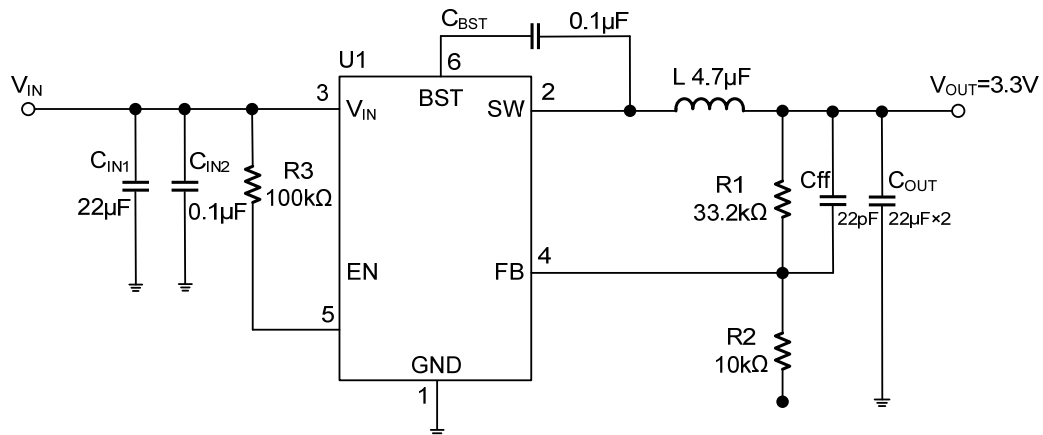 C_BST
0.1µF
U1
6
V_IN
3
V_IN
BST
SW
2
L 4.7µF
V_OUT=3.3V
C_IN1
22µF
C_IN2
0.1µF
R3
100kΩ
R1
33.2kΩ
Cff
22pF
C_OUT
22µF×2
EN
5
FB
4
R2
10kΩ
GND
1